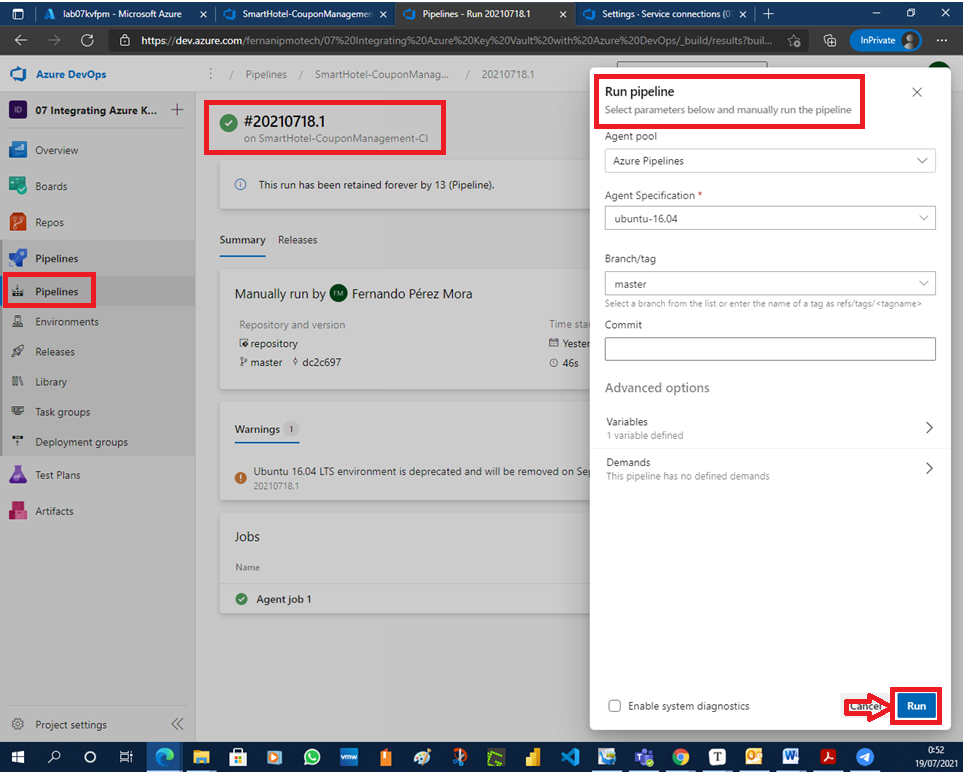 lab07kvfpm - Microsoft Azure
SmartHotel-CouponManagemen
Pipelines - Run 20210718.1
Settings · Service connections (07
https://dev.azure.com/fernanipmotech/07%20Integrating%20Azure%20Key%20Vault%20with%20Azure%20DevOps/_build/results?buil...
InPrivate
Azure DevOps
/ Pipelines / SmartHotel-CouponManag... / 20210718.1
ID
07 Integrating Azure K...
Overview
Boards
Repos
Pipelines
Pipelines
Environments
Releases
Library
Task groups
Deployment groups
Test Plans
Artifacts
Project settings
#20210718.1
on SmartHotel-CouponManagement-CI
This run has been retained forever by 13 (Pipeline).
Summary
Releases
Manually run by FM Fernando Pérez Mora
Repository and version
Time star
repository
Yester
master dc2c697
46s
Warnings 1
Ubuntu 16.04 LTS environment is deprecated and will be removed on Sep
20210718.1
Jobs
Name
Agent job 1
Run pipeline
Select parameters below and manually run the pipeline
Agent pool
Azure Pipelines
Agent Specification *
ubuntu-16.04
Branch/tag
master
Select a branch from the list or enter the name of a tag as refs/tags/<tagname>
Commit
Advanced options
Variables
1 variable defined
Demands
This pipeline has no defined demands
Enable system diagnostics
Cancel
Run
vmw
T
W
0:52
19/07/2021